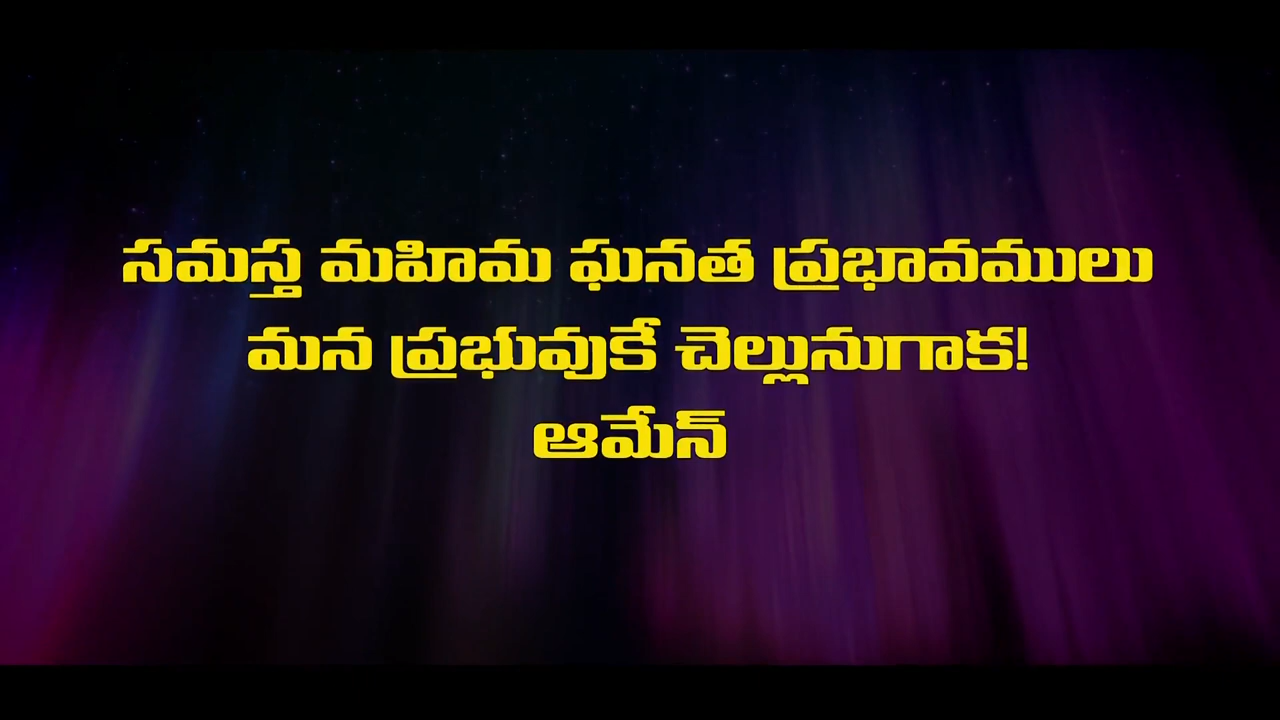 సమస్త మహిమ ఘనత ప్రభావములు
మన ప్రభువుకే చెల్లునుగాక!
ఆమేన్